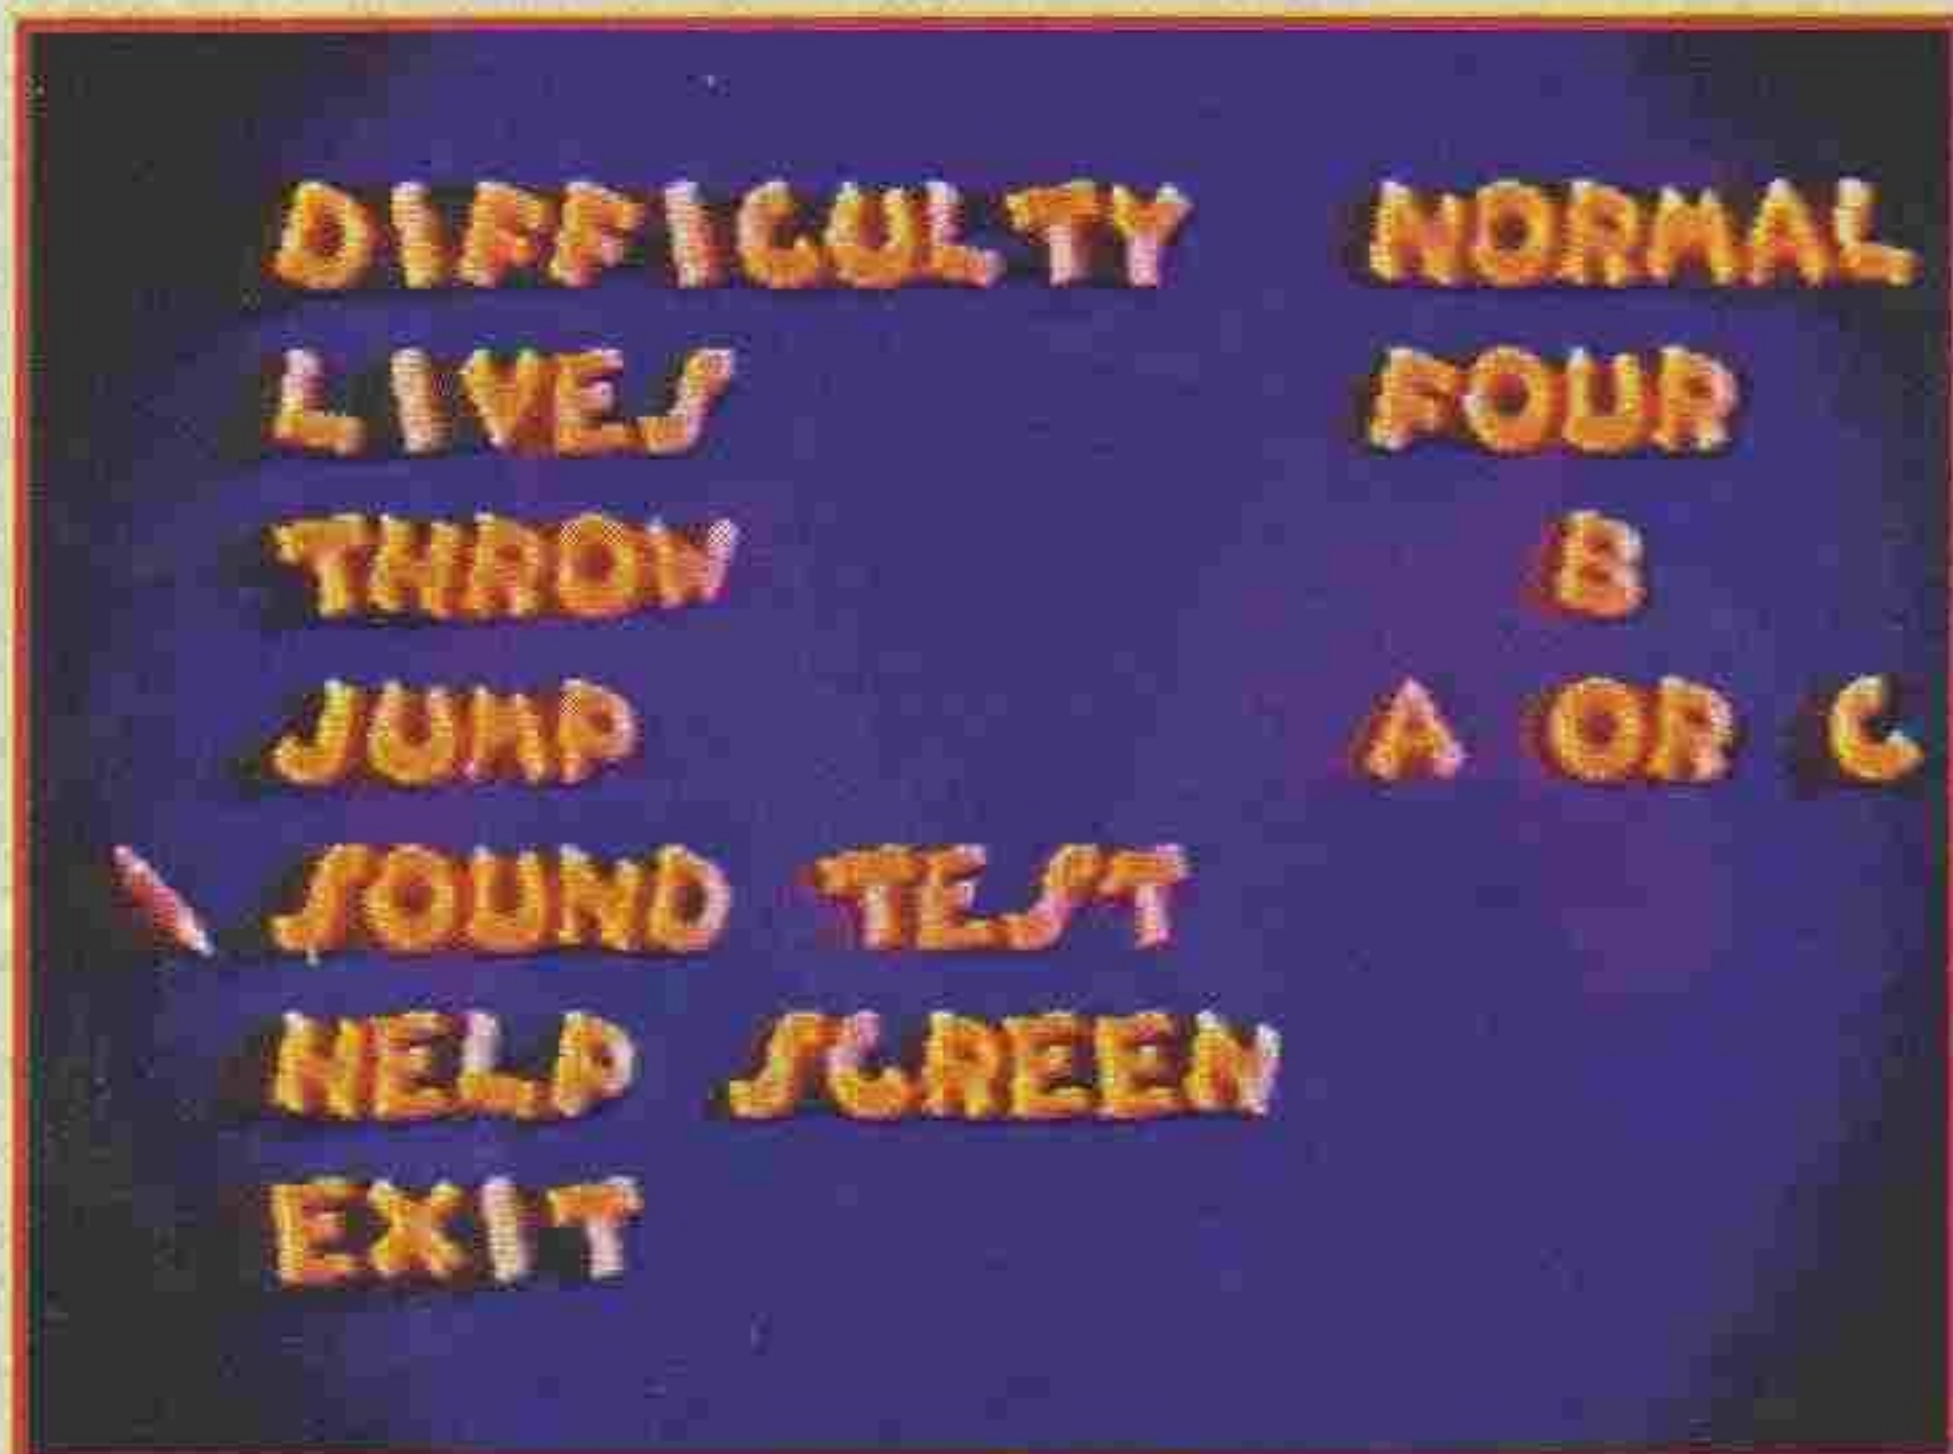 DIFFICULTY NORMAL
LIVES FOUR
THROW B
JUMP A OR C
SOUND TEST
HELP SCREEN
EXIT